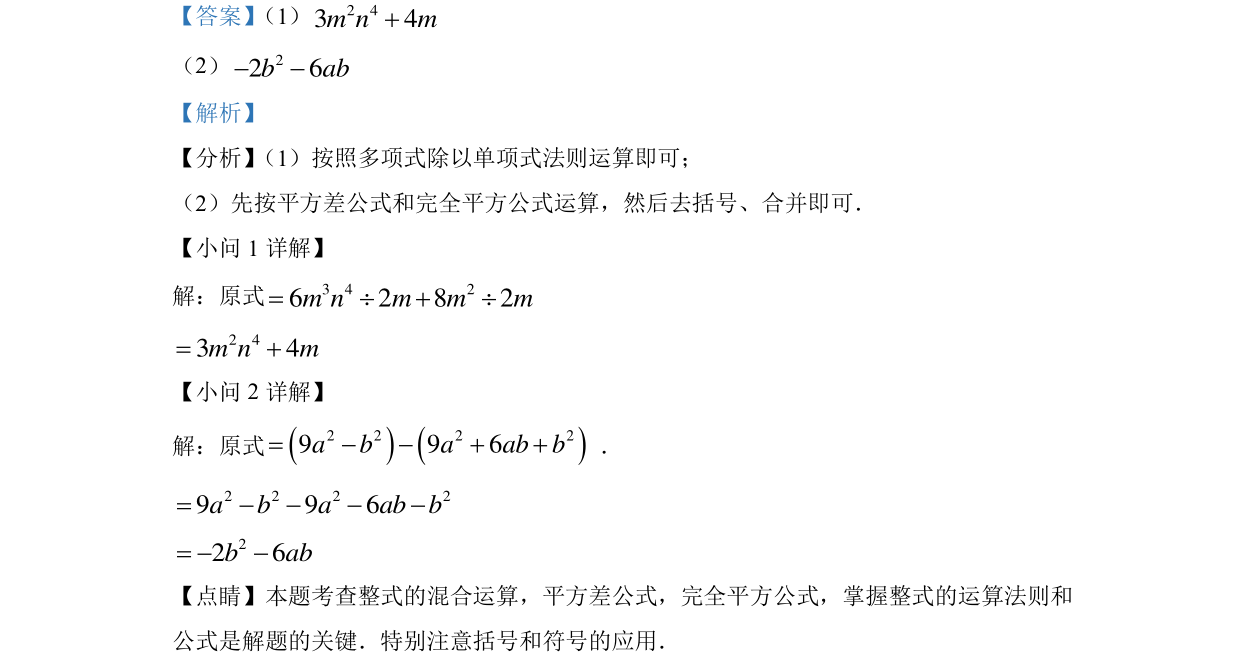 【答案】（1）3m²n⁴ + 4m
（2）−2b² − 6ab
【解析】
【分析】（1）按照多项式除以单项式法则运算即可；
（2）先按平方差公式和完全平方公式运算，然后去括号、合并即可．
【小问 1 详解】
解：原式 = 6m³n⁴ ÷ 2m + 8m² ÷ 2m
= 3m²n⁴ + 4m
【小问 2 详解】
解：原式 = (9a² − b²) − (9a² + 6ab + b²) ．
= 9a² − b² − 9a² − 6ab − b²
= −2b² − 6ab
【点睛】本题考查整式的混合运算，平方差公式，完全平方公式，掌握整式的运算法则和
公式是解题的关键．特别注意括号和符号的应用．